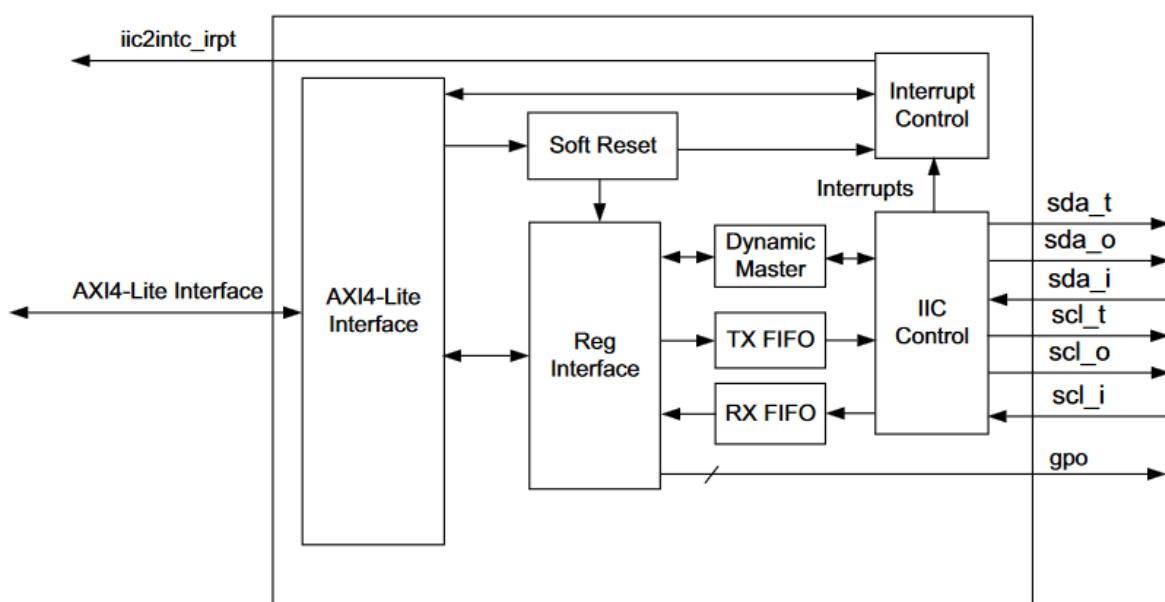 iic2intc_irpt
Interrupt
Control
Soft Reset
Interrupts
sda_t
Dynamic
Master
sda_o
AXI4-Lite Interface
AXI4-Lite
Interface
sda_i
IIC
Control
scl_t
Reg
Interface
TX FIFO
scl_o
RX FIFO
scl_i
gpo